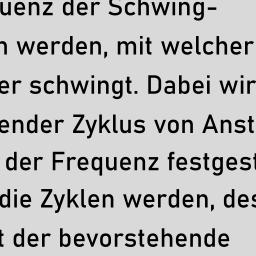 uenz der Schwing-
n werden, mit welcher
er schwingt. Dabei wir
ender Zyklus von Anst
der Frequenz festgest
die Zyklen werden, des
t der bevorstehende